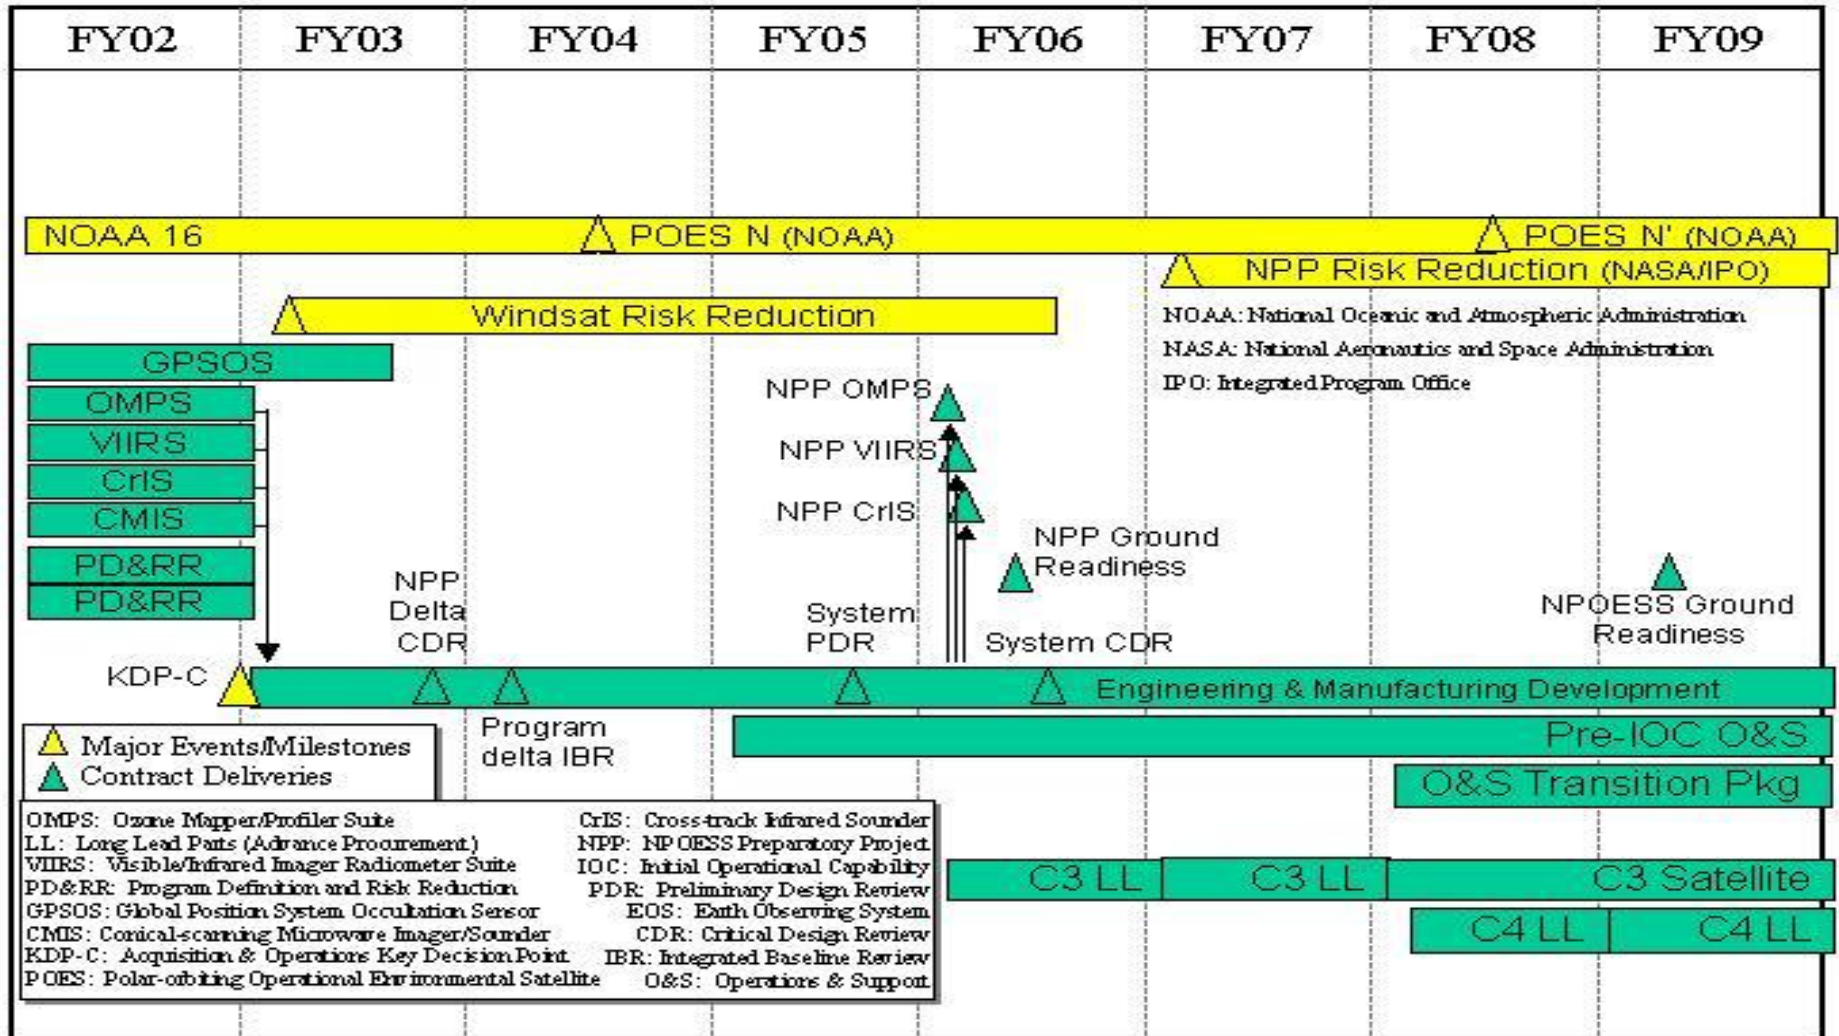 FY02 FY03 FY04 FY05 FY06 FY07 FY08 FY09
NOAA 16
POES N (NOAA)
POES N' (NOAA)
NPP Risk Reduction (NASA/IPO)
Windsat Risk Reduction
NOAA: National Oceanic and Atmospheric Administration
NASA: National Aeronautics and Space Administration
IPO: Integrated Program Office
GPSOS
OMPS
VIIRS
CrIS
CMIS
PD&RR
PD&RR
NPP OMPS
NPP VIIRS
NPP CrIS
NPP Ground
Readiness
NPP
Delta
CDR
System
PDR
System CDR
NPOESS Ground
Readiness
KDP-C
Engineering & Manufacturing Development
Program
delta IBR
Pre-IOC O&S
O&S Transition Pkg
C3 LL
C3 LL
C3 Satellite
C4 LL
C4 LL
Major Events/Milestones
Contract Deliveries
OMPS: Ozone Mapper/Profiler Suite
LL: Long Lead Parts (Advance Procurement)
VIIRS: Visible/Infrared Imager Radiometer Suite
PD&RR: Program Definition and Risk Reduction
GPSOS: Global Position System Occultation Sensor
CMIS: Conical-scanning Microwave Imager/Sounder
KDP-C: Acquisition & Operations Key Decision Point
POES: Polar-orbiting Operational Environmental Satellite
CrIS: Cross-track Infrared Sounder
NPP: NPOESS Preparatory Project
IOC: Initial Operational Capability
PDR: Preliminary Design Review
EOS: Earth Observing System
CDR: Critical Design Review
IBR: Integrated Baseline Review
O&S: Operations & Support